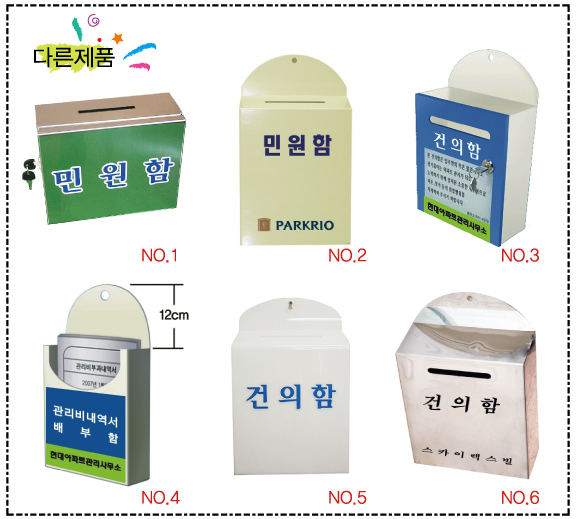 다른제품
민원함
NO.1
민원함
PARKRIO
NO.2
건의함
현대아파트관리사무소
NO.3
12cm
관리비부과내역서
관리비내역서
배부함
현대아파트관리사무소
NO.4
건의함
NO.5
건의함
스카이렉스빌
NO.6